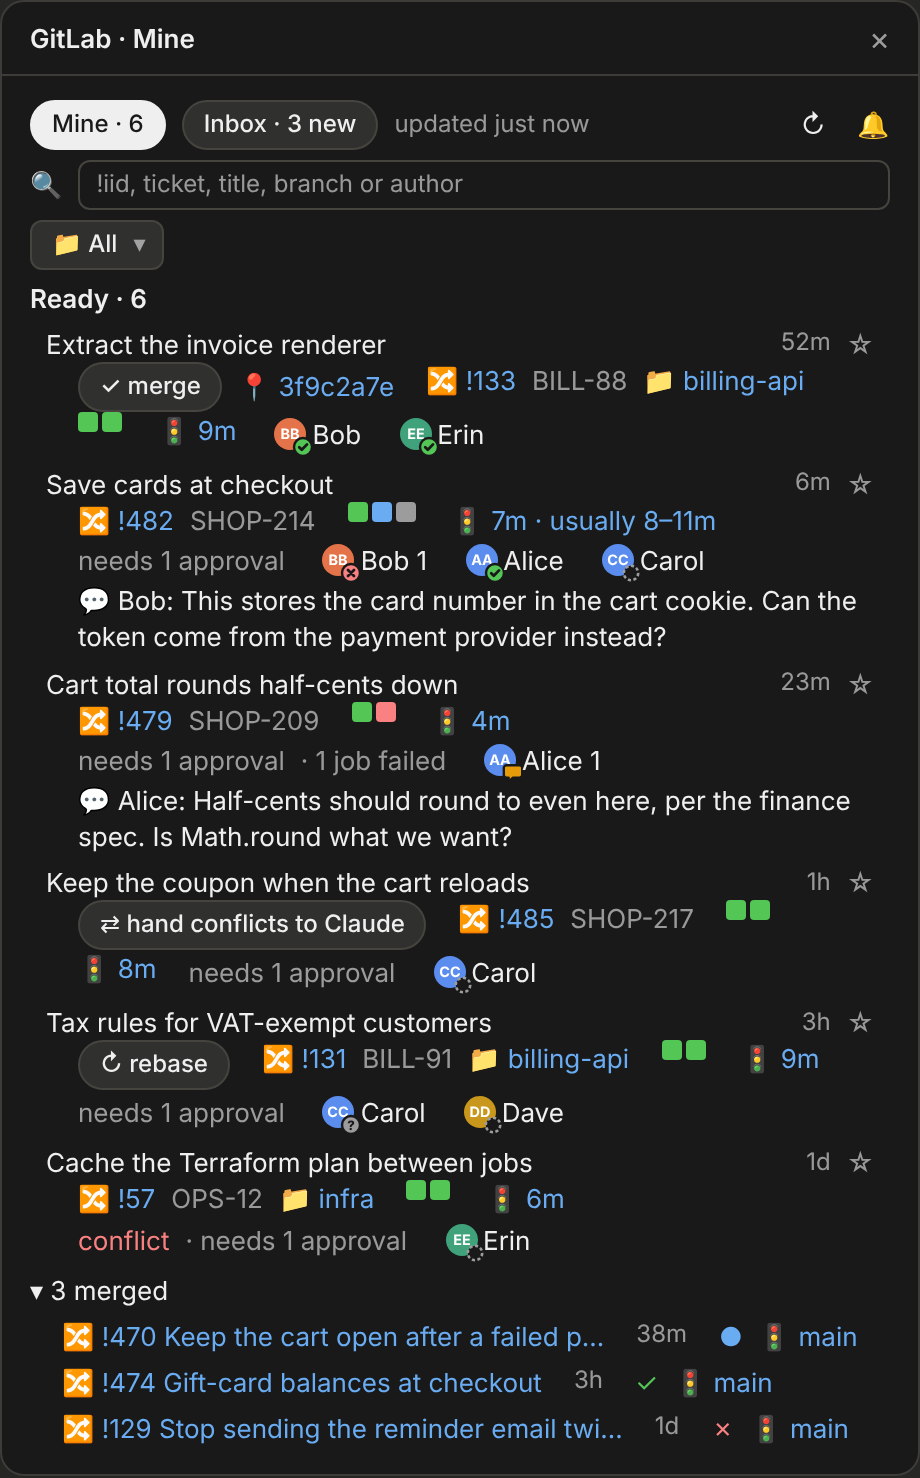 GitLab · Mine
×
Mine · 6 Inbox · 3 new updated just now
!iid, ticket, title, branch or author
All ▾
Ready · 6
Extract the invoice renderer 52m
✓ merge 3f9c2a7e !133 BILL-88 billing-api
9m BB Bob EE Erin
Save cards at checkout 6m
!482 SHOP-214 7m · usually 8–11m
needs 1 approval BB Bob 1 AA Alice CC Carol
Bob: This stores the card number in the cart cookie. Can the
token come from the payment provider instead?
Cart total rounds half-cents down 23m
!479 SHOP-209 4m
needs 1 approval · 1 job failed AA Alice 1
Alice: Half-cents should round to even here, per the finance
spec. Is Math.round what we want?
Keep the coupon when the cart reloads 1h
⇄ hand conflicts to Claude !485 SHOP-217
8m needs 1 approval CC Carol
Tax rules for VAT-exempt customers 3h
↻ rebase !131 BILL-91 billing-api 9m
needs 1 approval CC ? Carol DD Dave
Cache the Terraform plan between jobs 1d
!57 OPS-12 infra 6m
conflict · needs 1 approval EE Erin
▾ 3 merged
!470 Keep the cart open after a failed p… 38m main
!474 Gift-card balances at checkout 3h ✓ main
!129 Stop sending the reminder email twi… 1d × main